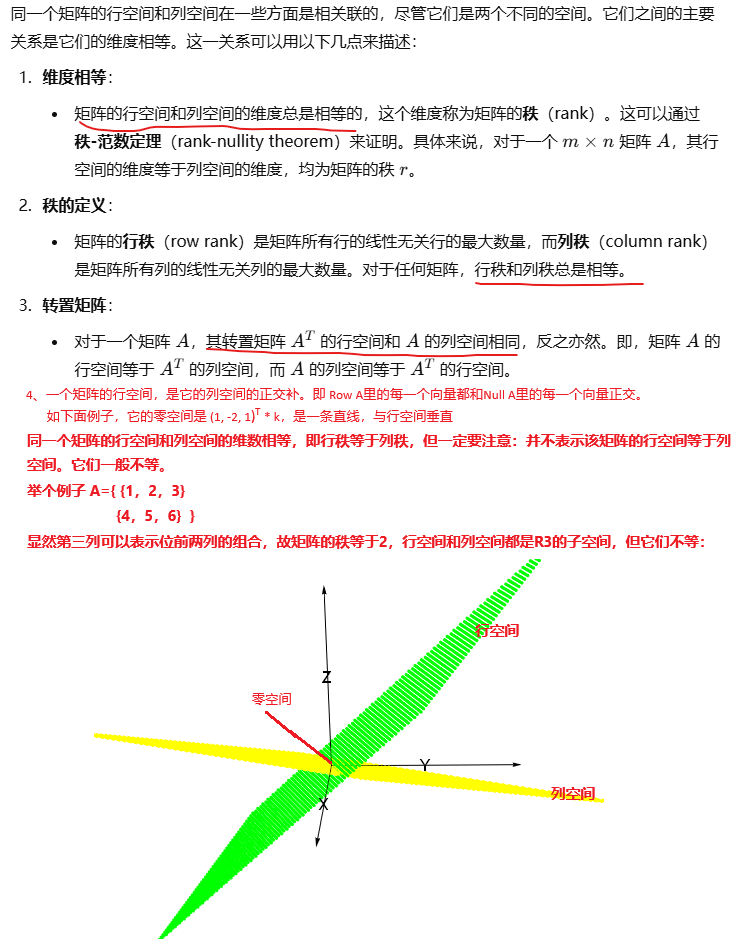 同一个矩阵的行空间和列空间在一些方面是相关联的，尽管它们是两个不同的空间。它们之间的主要
关系是它们的维度相等。这一关系可以用以下几点来描述：
1. 维度相等：
• 矩阵的行空间和列空间的维度总是相等的，这个维度称为矩阵的秩（rank）。这可以通过
秩-范数定理（rank-nullity theorem）来证明。具体来说，对于一个 m × n 矩阵 A，其行
空间的维度等于列空间的维度，均为矩阵的秩 r。
2. 秩的定义：
• 矩阵的行秩（row rank）是矩阵所有行的线性无关行的最大数量，而列秩（column rank）
是矩阵所有列的线性无关列的最大数量。对于任何矩阵，行秩和列秩总是相等。
3. 转置矩阵：
• 对于一个矩阵 A，其转置矩阵 A^T 的行空间和 A 的列空间相同，反之亦然。即，矩阵 A 的
行空间等于 A^T 的列空间，而 A 的列空间等于 A^T 的行空间。
4、一个矩阵的行空间，是它的列空间的正交补。即 Row A里的每一个向量都和Null A里的每一个向量正交。
如下面例子，它的零空间是 (1, -2, 1)^T * k，是一条直线，与行空间垂直
同一个矩阵的行空间和列空间的维数相等，即行秩等于列秩，但一定要注意：并不表示该矩阵的行空间等于列
空间。它们一般不等。
举个例子 A={ {1，2，3}
{4，5，6} }
显然第三列可以表示位前两列的组合，故矩阵的秩等于2，行空间和列空间都是R3的子空间，但它们不等：
行空间
Z
零空间
Y
列空间
X